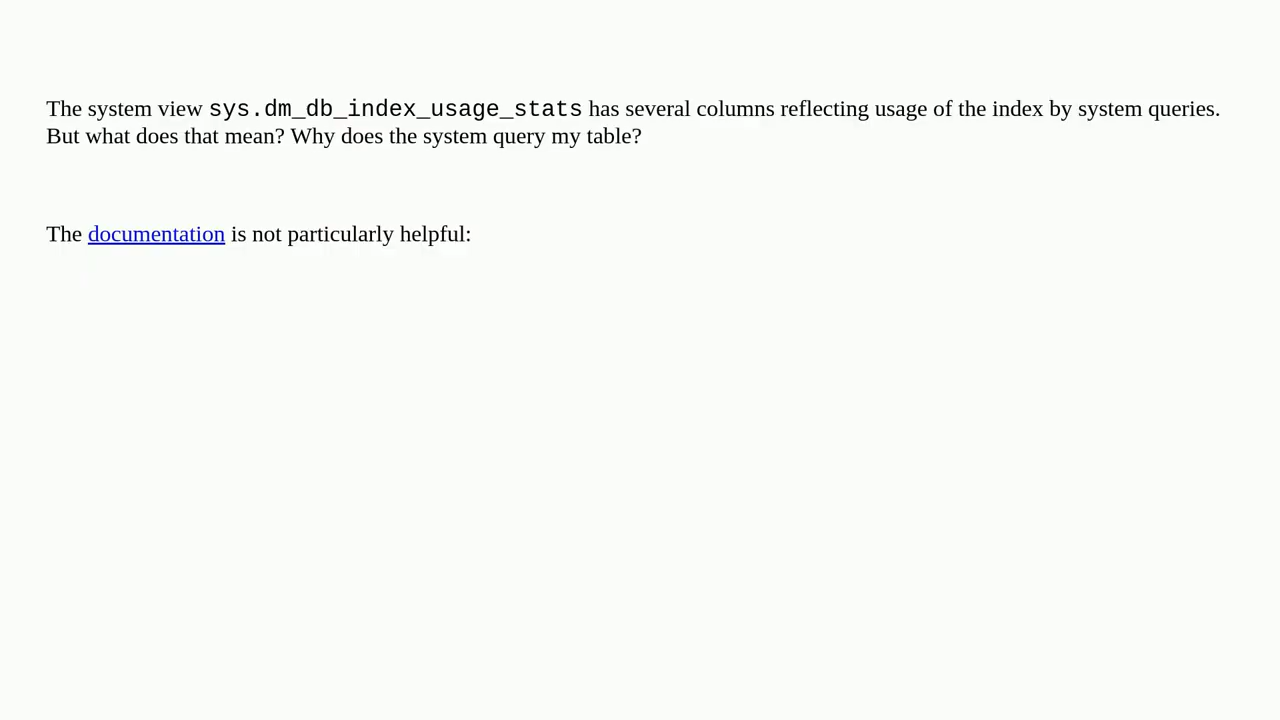 The system view sys.dm_db_index_usage_stats has several columns reflecting usage of the index by system queries.
But what does that mean? Why does the system query my table?
The documentation is not particularly helpful: